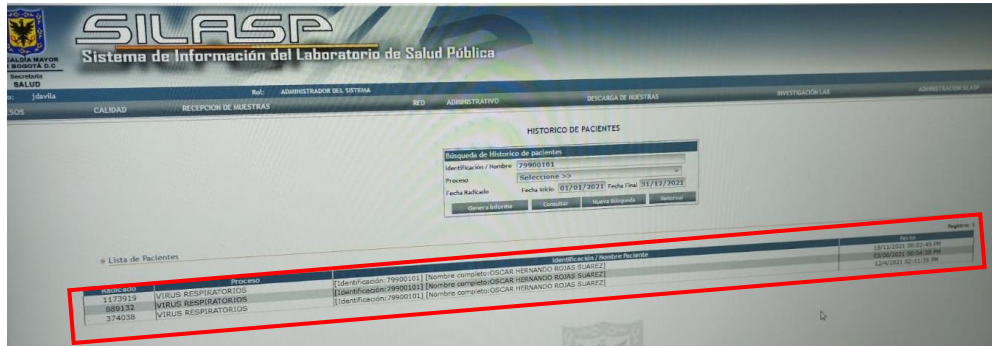 SILASP
Sistema de Información del Laboratorio de Salud Pública
ALCALDÍA MAYOR
BOGOTÁ D.C
Secretaría
SALUD
jdavila
Rol: ADMINISTRADOR DEL SISTEMA
CALIDAD RECEPCION DE MUESTRAS RED ADMINISTRATIVO DESCARGA DE MUESTRAS INVESTIGACIÓN LAB ADMINISTRACION SILASP
HISTORICO DE PACIENTES
Búsqueda de Historico de pacientes
Identificación / Nombre 79900101
Proceso Seleccione >>
Fecha Radicado Fecha Inicio 01/01/2021 Fecha Final 31/12/2021
Genera Informe Consultar Nueva Búsqueda Retornar
» Lista de Pacientes
Radicado Proceso Identificación / Nombre Paciente Fecha
1173919 VIRUS RESPIRATORIOS [Identificación:79900101] [Nombre completo:OSCAR HERNANDO ROJAS SUAREZ]
889132 VIRUS RESPIRATORIOS [Identificación:79900101] [Nombre completo:OSCAR HERNANDO ROJAS SUAREZ]
374038 VIRUS RESPIRATORIOS [Identificación:79900101] [Nombre completo:OSCAR HERNANDO ROJAS SUAREZ] 12/4/2021 02:11:35 PM